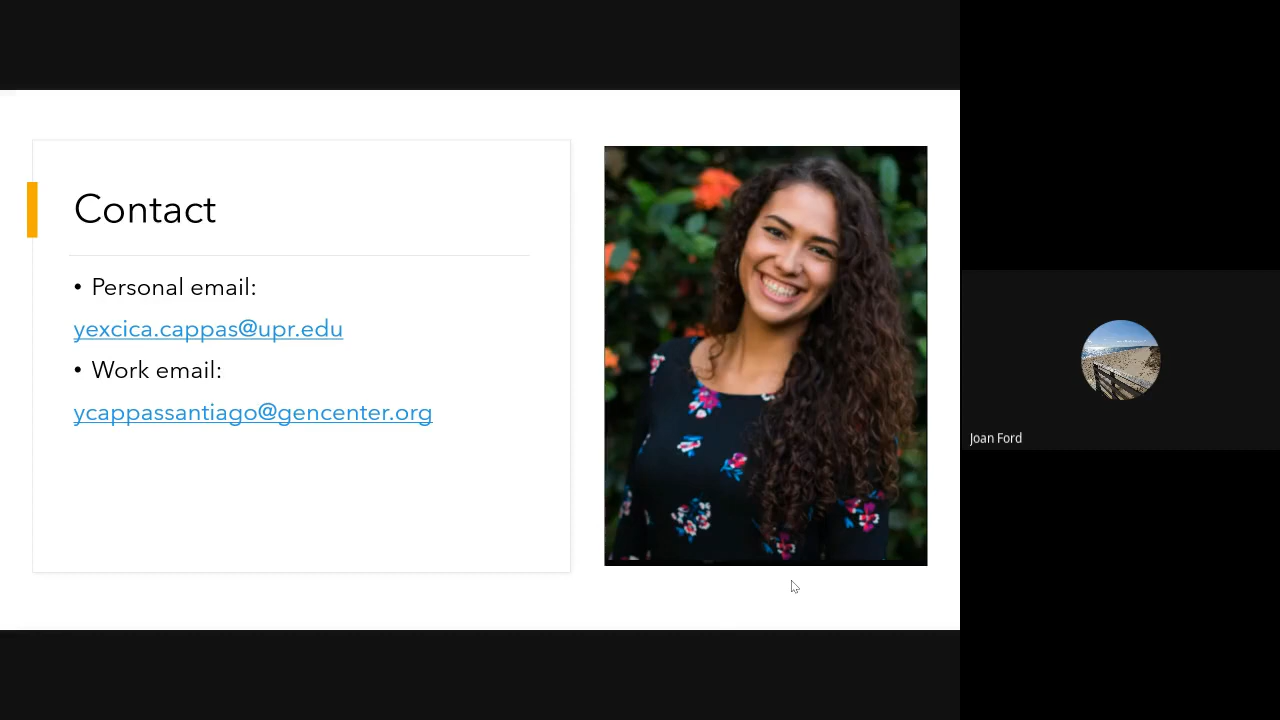 Contact
• Personal email:
yexcica.cappas@upr.edu
• Work email:
ycappassantiago@gencenter.org
Joan Ford